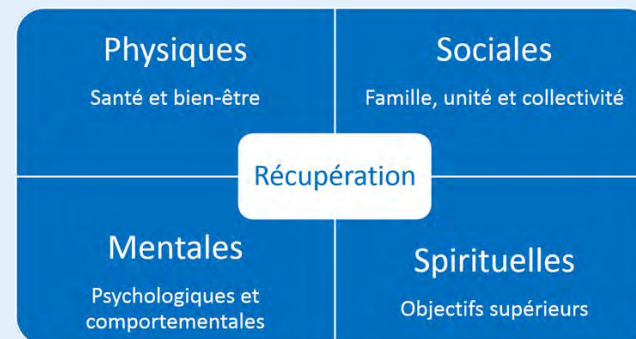 Physiques
Santé et bien-être
Sociales
Famille, unité et collectivité
Récupération
Mentales
Psychologiques et
comportementales
Spirituelles
Objectifs supérieurs